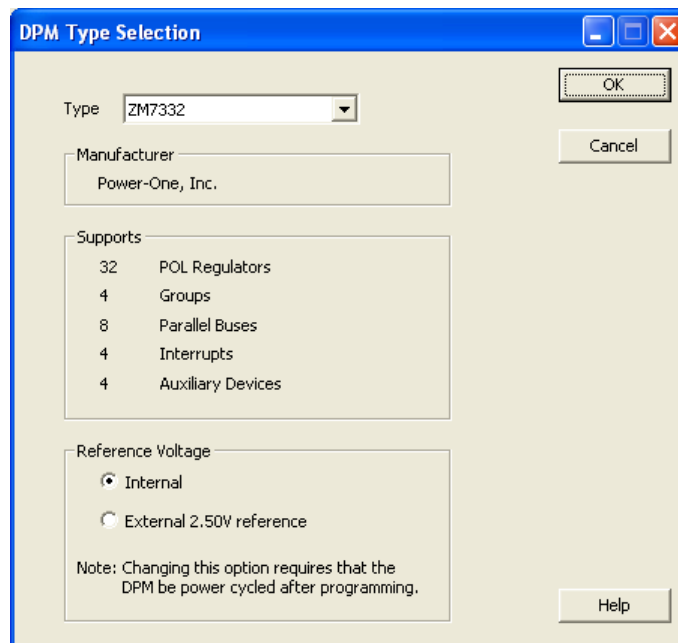 DPM Type Selection
OK
Type ZM7332
Cancel
Manufacturer
Power-One, Inc.
Supports
32 POL Regulators
4 Groups
8 Parallel Buses
4 Interrupts
4 Auxiliary Devices
Reference Voltage
Internal
External 2.50V reference
Note: Changing this option requires that the
DPM be power cycled after programming.
Help